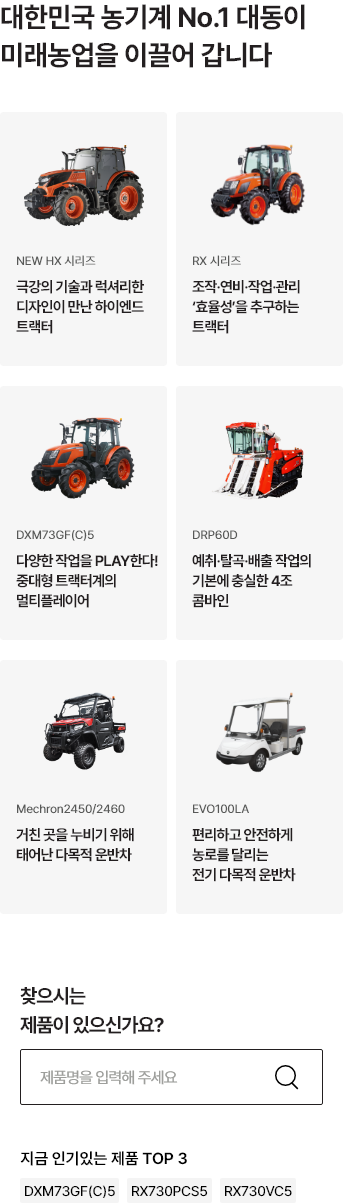 대한민국 농기계 No.1 대동이
미래농업을 이끌어 갑니다
NEW HX 시리즈
극강의 기술과 럭셔리한
디자인이 만난 하이엔드
트랙터
RX 시리즈
조작·연비·작업·관리
‘효율성’을 추구하는
트랙터
DXM73GF(C)5
다양한 작업을 PLAY한다!
중대형 트랙터계의
멀티플레이어
DRP60D
예취·탈곡·배출 작업의
기본에 충실한 4조
콤바인
Mechron2450/2460
거친 곳을 누비기 위해
태어난 다목적 운반차
EVO100LA
편리하고 안전하게
농로를 달리는
전기 다목적 운반차
찾으시는
제품이 있으신가요?
제품명을 입력해 주세요
지금 인기있는 제품 TOP 3
DXM73GF(C)5 RX730PCS5 RX730VC5